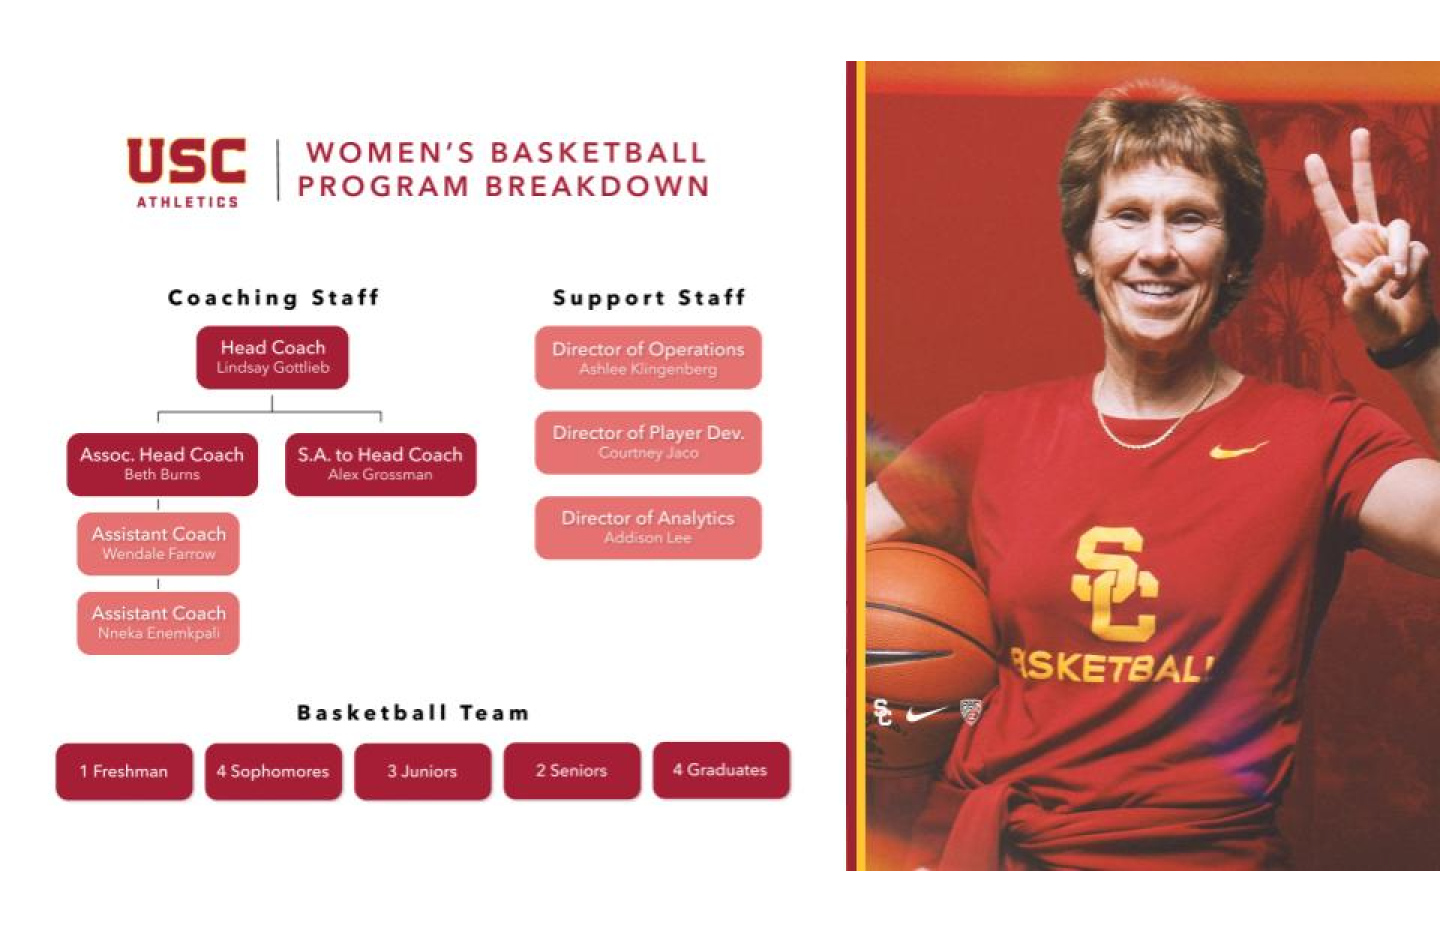 USC
ATHLETICS
WOMEN'S BASKETBALL
PROGRAM BREAKDOWN
Coaching Staff
Head Coach
Lindsay Gottlieb
Assoc. Head Coach
Beth Burns
S.A. to Head Coach
Alex Grossman
Assistant Coach
Wendale Farrow
Assistant Coach
Nneka Enemkpali
Support Staff
Director of Operations
Ashlee Klingenberg
Director of Player Dev.
Courtney Jaco
Director of Analytics
Addison Lee
Basketball Team
1 Freshman
4 Sophomores
3 Juniors
2 Seniors
4 Graduates
SC
BASKETBALL
SC